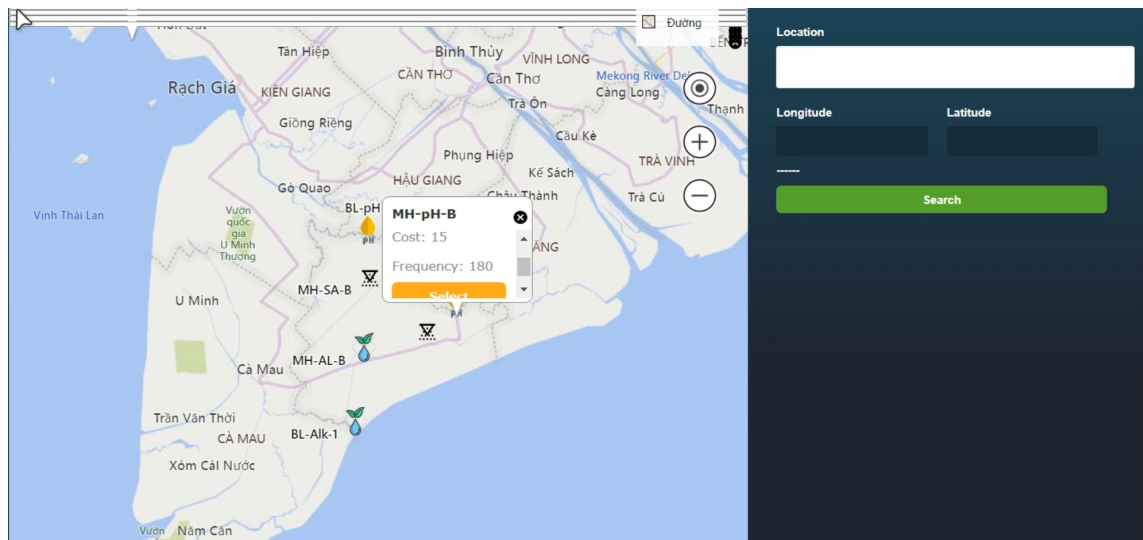 Đường
Tân Hiệp
Bình Thủy
VĨNH LONG
CẦN THƠ
Cần Thơ
Mekong River Del
Càng Long
Rạch Giá
KIÊN GIANG
Trà Ôn
Thạnh
Giồng Riềng
Cầu Kè
Phụng Hiệp
TRÀ VINH
Kế Sách
HẬU GIANG
Gò Quao
Châu Thành
Trà Cú
Vịnh Thái Lan
Vườn
quốc
gia
U Minh
Thượng
BL-pH
PH
MH-pH-B
Cost: 15
Frequency: 180
Select
ĂNG
MH-SA-B
U Minh
PH
MH-AL-B
Cà Mau
Trần Văn Thời
CÀ MAU
BL-Alk-1
Xóm Cái Nước
Vườn
Năm Căn
Location
Longitude
Latitude
------
Search